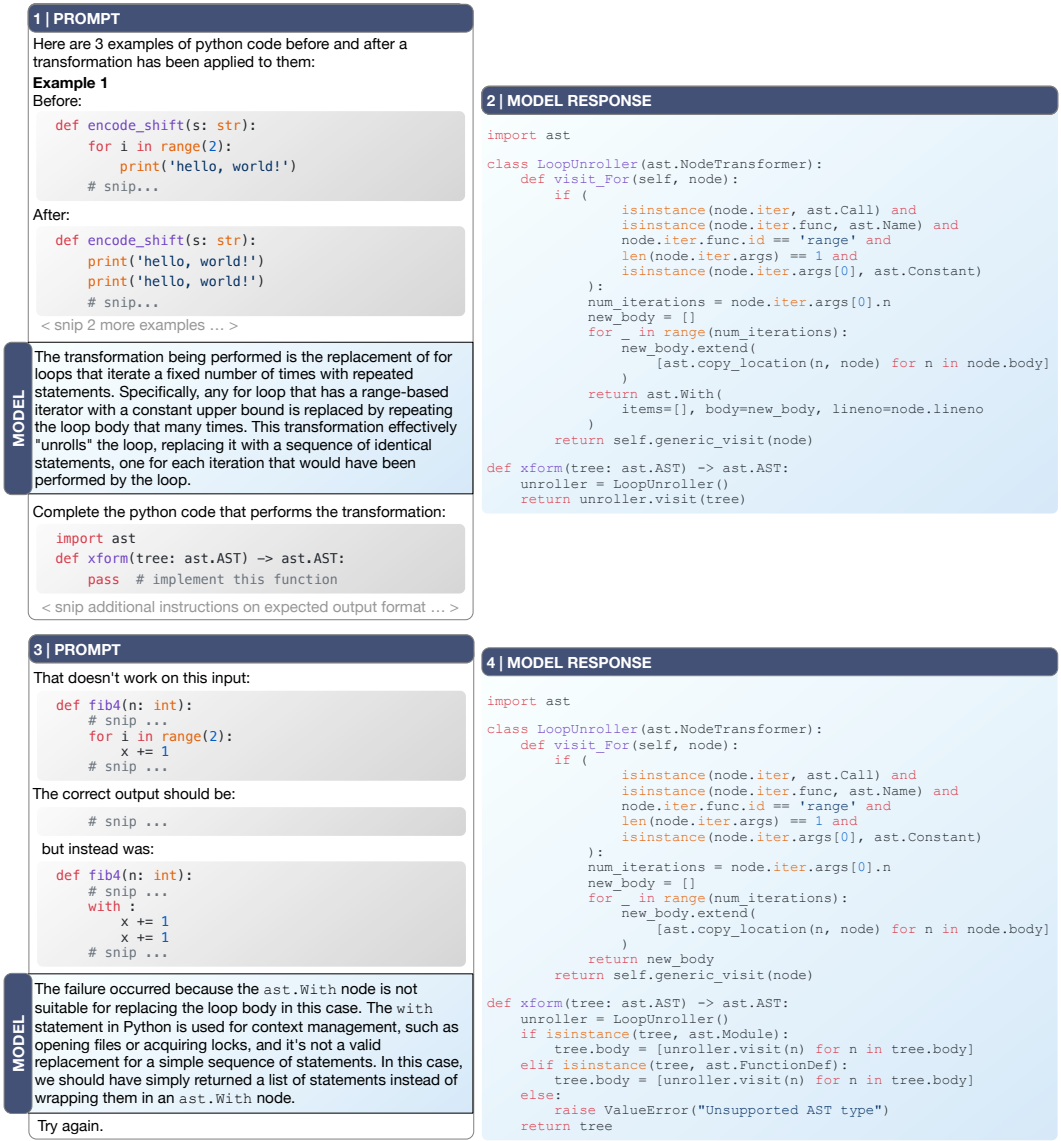 1 | PROMPT
Here are 3 examples of python code before and after a
transformation has been applied to them:
Example 1
Before:
def encode_shift(s: str):
    for i in range(2):
        print('hello, world!')
    # snip...
After:
def encode_shift(s: str):
    print('hello, world!')
    print('hello, world!')
    # snip...
< snip 2 more examples … >
MODEL
The transformation being performed is the replacement of for
loops that iterate a fixed number of times with repeated
statements. Specifically, any for loop that has a range-based
iterator with a constant upper bound is replaced by repeating
the loop body that many times. This transformation effectively
"unrolls" the loop, replacing it with a sequence of identical
statements, one for each iteration that would have been
performed by the loop.
Complete the python code that performs the transformation:
import ast
def xform(tree: ast.AST) -> ast.AST:
    pass  # implement this function
< snip additional instructions on expected output format … >
2 | MODEL RESPONSE
import ast
class LoopUnroller(ast.NodeTransformer):
    def visit_For(self, node):
        if (
                isinstance(node.iter, ast.Call) and
                isinstance(node.iter.func, ast.Name) and
                node.iter.func.id == 'range' and
                len(node.iter.args) == 1 and
                isinstance(node.iter.args[0], ast.Constant)
            ):
            num_iterations = node.iter.args[0].n
            new_body = []
            for _ in range(num_iterations):
                new_body.extend(
                    [ast.copy_location(n, node) for n in node.body]
                )
            return ast.With(
                items=[], body=new_body, lineno=node.lineno
            )
        return self.generic_visit(node)
def xform(tree: ast.AST) -> ast.AST:
    unroller = LoopUnroller()
    return unroller.visit(tree)
3 | PROMPT
That doesn't work on this input:
def fib4(n: int):
    # snip ...
    for i in range(2):
        x += 1
    # snip ...
The correct output should be:
    # snip ...
but instead was:
def fib4(n: int):
    # snip ...
    with :
        x += 1
        x += 1
    # snip ...
MODEL
The failure occurred because the ast.With node is not
suitable for replacing the loop body in this case. The with
statement in Python is used for context management, such as
opening files or acquiring locks, and it's not a valid
replacement for a simple sequence of statements. In this case,
we should have simply returned a list of statements instead of
wrapping them in an ast.With node.
Try again.
4 | MODEL RESPONSE
import ast
class LoopUnroller(ast.NodeTransformer):
    def visit_For(self, node):
        if (
                isinstance(node.iter, ast.Call) and
                isinstance(node.iter.func, ast.Name) and
                node.iter.func.id == 'range' and
                len(node.iter.args) == 1 and
                isinstance(node.iter.args[0], ast.Constant)
            ):
            num_iterations = node.iter.args[0].n
            new_body = []
            for _ in range(num_iterations):
                new_body.extend(
                    [ast.copy_location(n, node) for n in node.body]
                )
            return new_body
        return self.generic_visit(node)
def xform(tree: ast.AST) -> ast.AST:
    unroller = LoopUnroller()
    if isinstance(tree, ast.Module):
        tree.body = [unroller.visit(n) for n in tree.body]
    elif isinstance(tree, ast.FunctionDef):
        tree.body = [unroller.visit(n) for n in tree.body]
    else:
        raise ValueError("Unsupported AST type")
    return tree